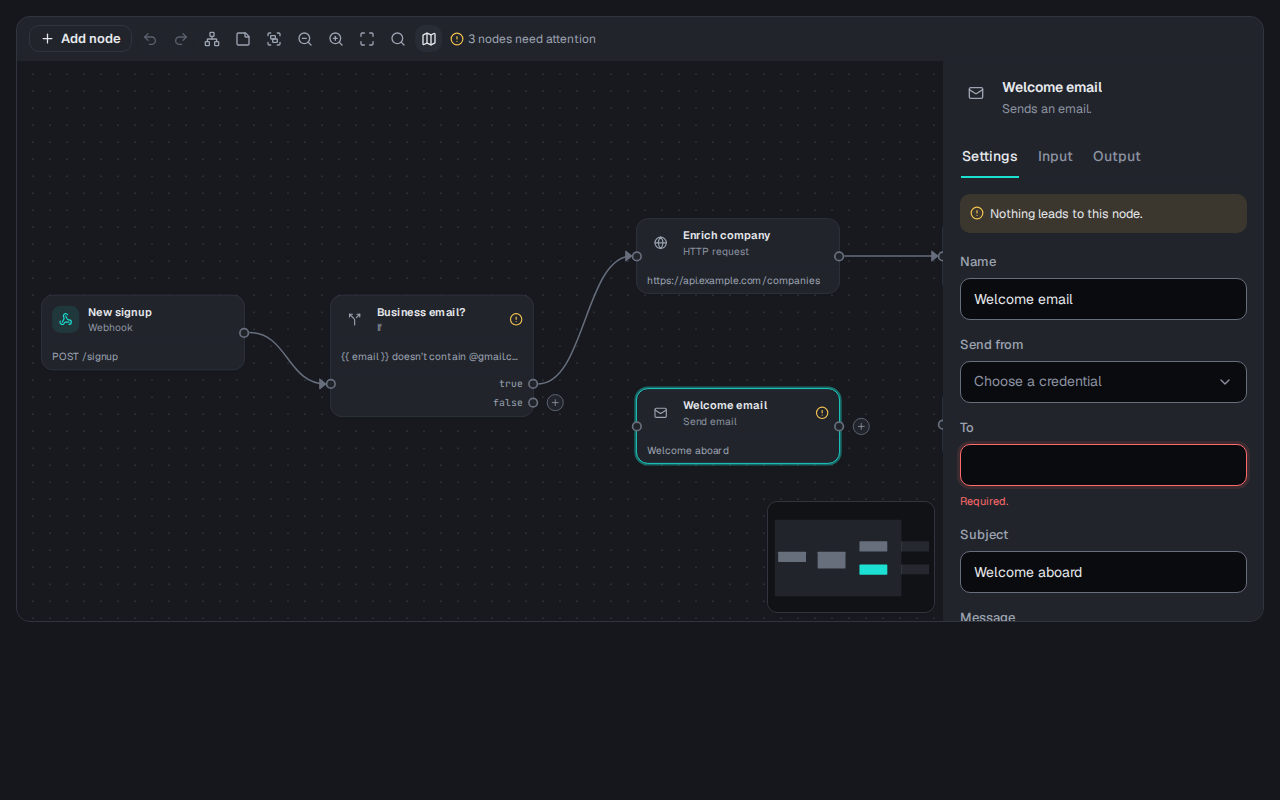 Add node
3 nodes need attention
New signup
Webhook
POST /signup
Business email?
If
{{ email }} doesn't contain @gmail.c…
true
false
Enrich company
HTTP request
https://api.example.com/companies
Welcome email
Send email
Welcome aboard
Welcome email
Sends an email.
Settings Input Output
Nothing leads to this node.
Name
Welcome email
Send from
Choose a credential
To
Required.
Subject
Welcome aboard
Message